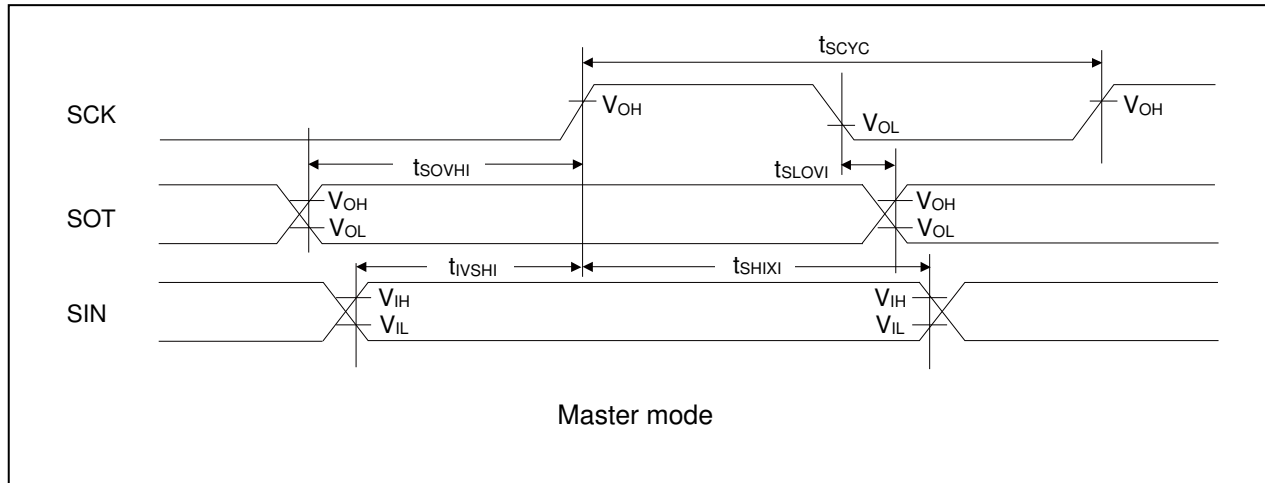 tSCYC
SCK
VOH
VOL
VOH
tSOVHI
tSLOVI
SOT
VOH
VOL
VOH
VOL
tIVSHI
tSHIXI
SIN
VIH
VIL
VIH
VIL
Master mode